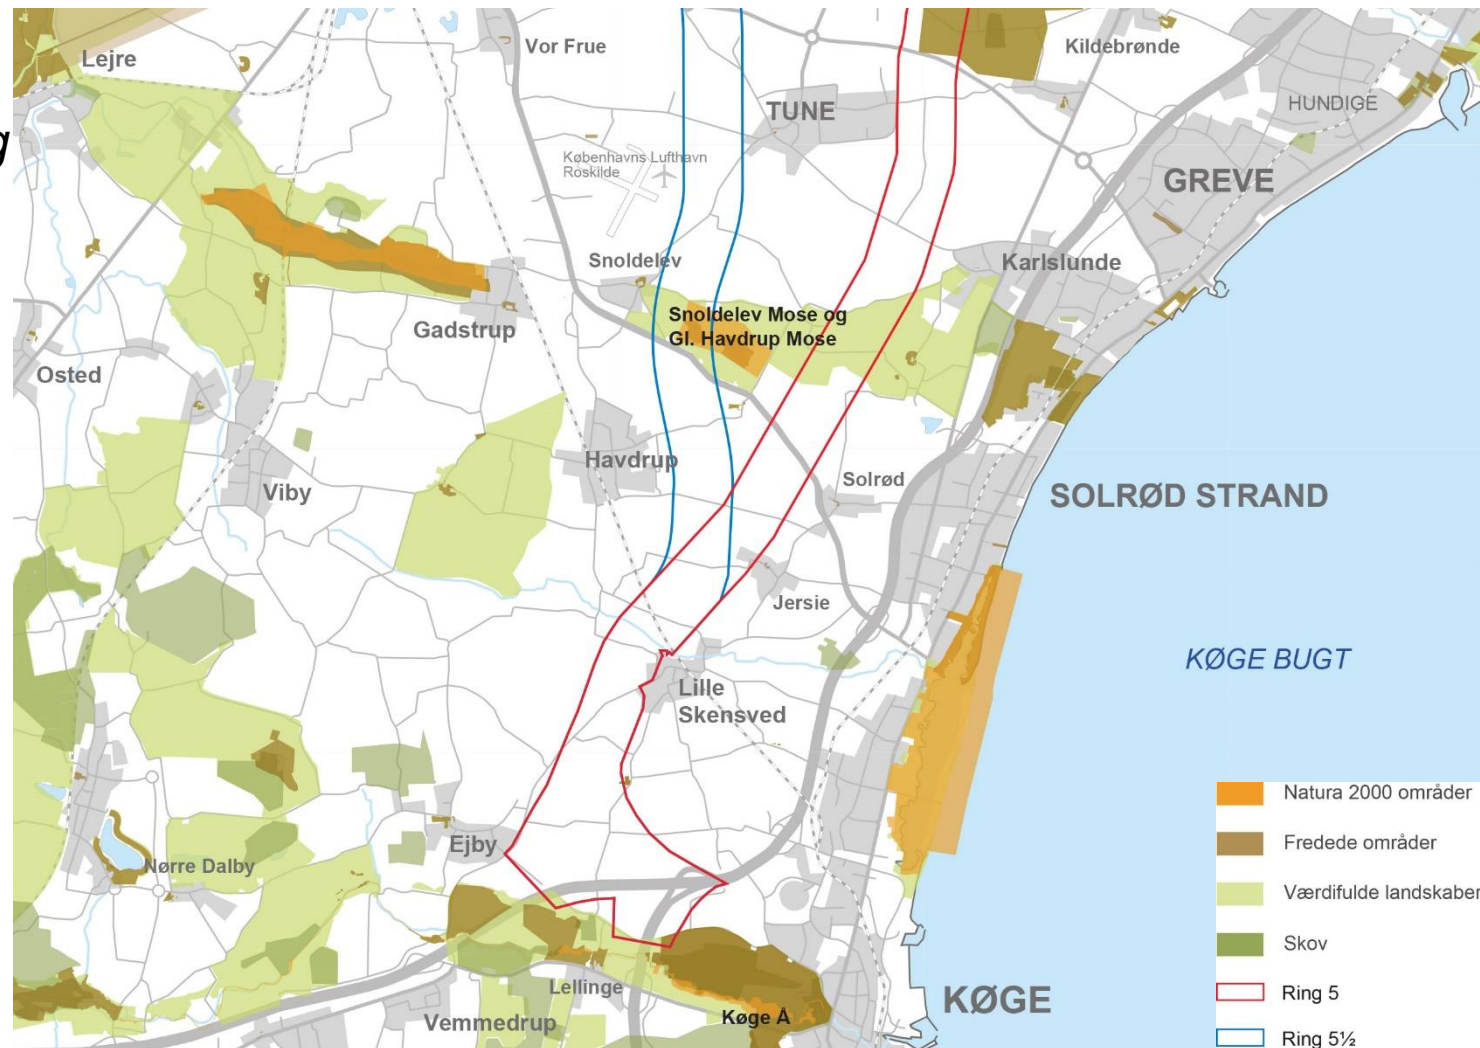 Lejre
Vor Frue
Kildebrønde
TUNE
HUNDIGE
g
Københavns Lufthavn
Roskilde
GREVE
Snoldelev
Karlslunde
Snoldelev Mose og
Gl. Havdrup Mose
Gadstrup
Osted
Havdrup
Solrød
Viby
SOLRØD STRAND
Jersie
KØGE BUGT
Lille
Skensved
Ejby
Nørre Dalby
Lellinge
Vemmedrup
Køge Å
KØGE
Natura 2000 områder
Fredede områder
Værdifulde landskaber
Skov
Ring 5
Ring 5½